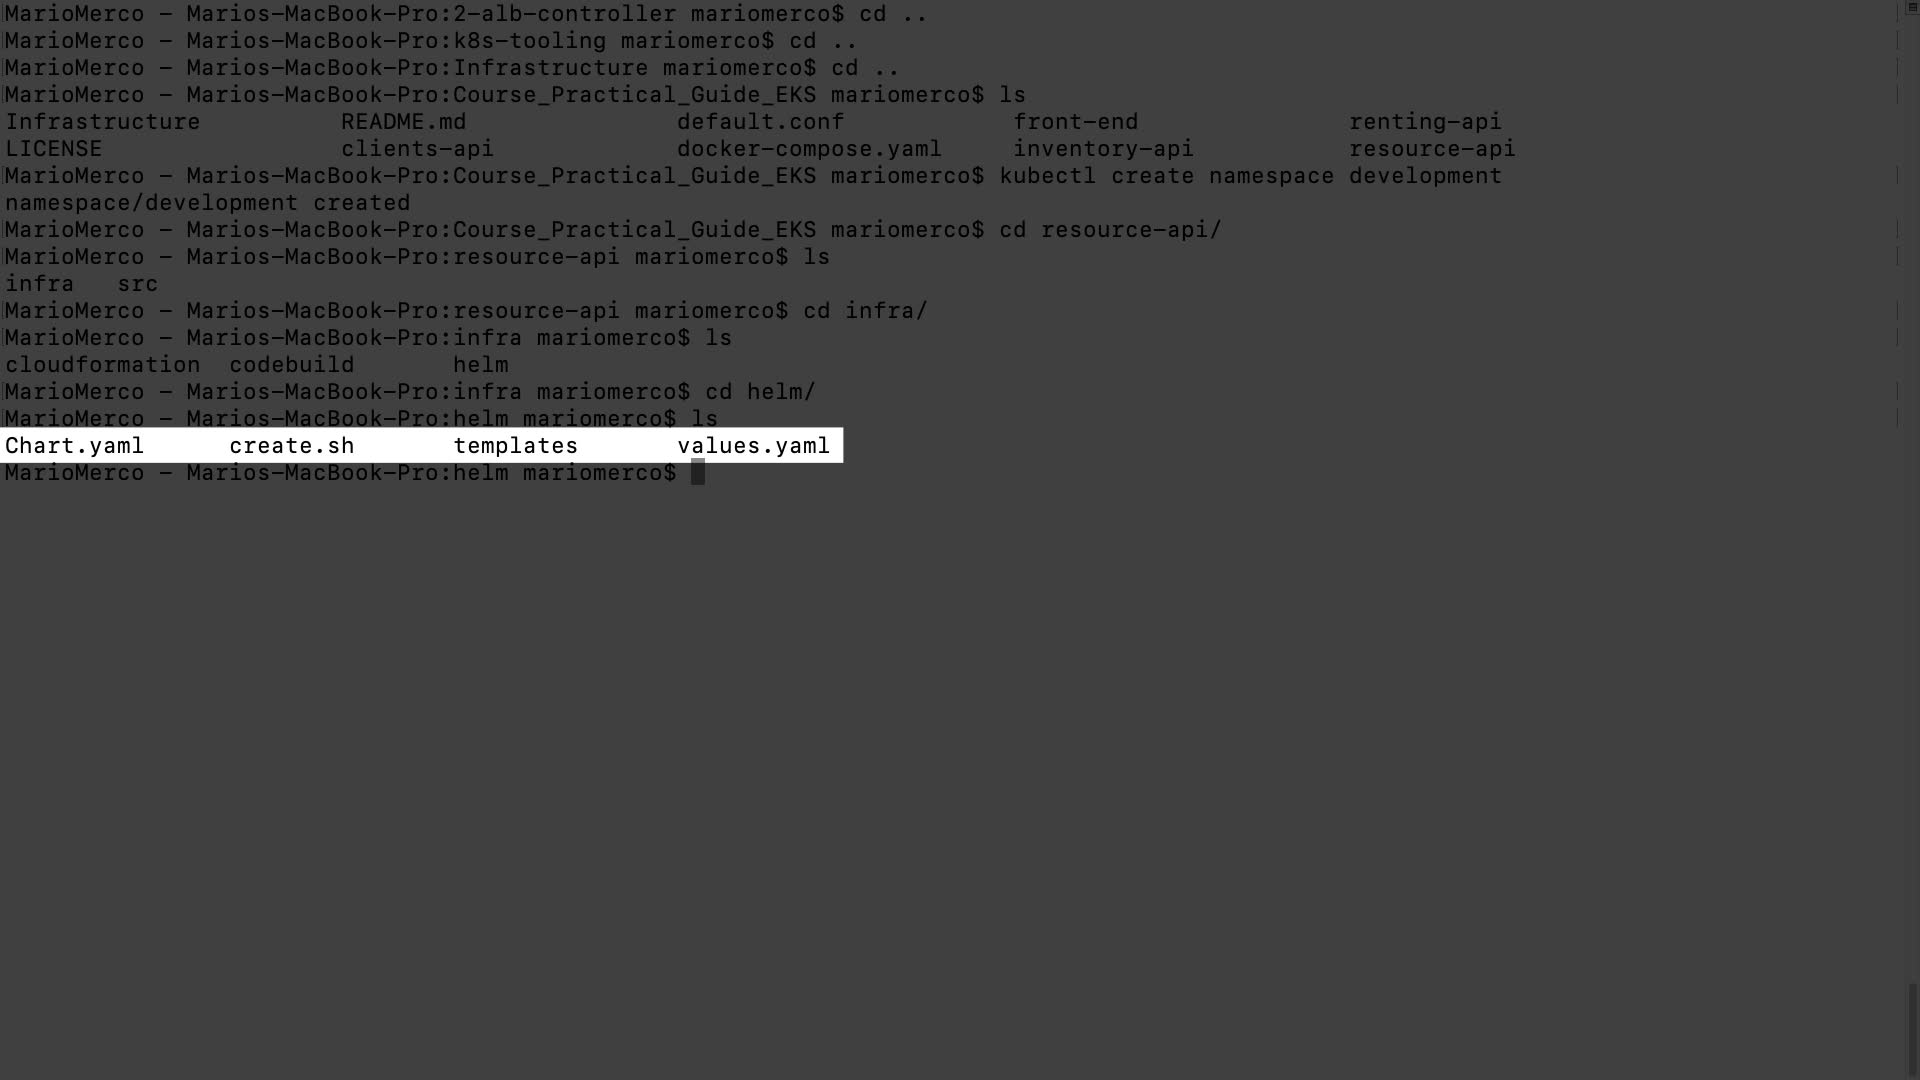 MarioMerco – Marios-MacBook-Pro:2-alb-controller mariomerco$ cd ..
MarioMerco – Marios-MacBook-Pro:k8s-tooling mariomerco$ cd ..
MarioMerco – Marios-MacBook-Pro:Infrastructure mariomerco$ cd ..
MarioMerco – Marios-MacBook-Pro:Course_Practical_Guide_EKS mariomerco$ ls
Infrastructure README.md default.conf front-end renting-api
LICENSE clients-api docker-compose.yaml inventory-api resource-api
MarioMerco – Marios-MacBook-Pro:Course_Practical_Guide_EKS mariomerco$ kubectl create namespace development
namespace/development created
MarioMerco – Marios-MacBook-Pro:Course_Practical_Guide_EKS mariomerco$ cd resource-api/
MarioMerco – Marios-MacBook-Pro:resource-api mariomerco$ ls
infra src
MarioMerco – Marios-MacBook-Pro:resource-api mariomerco$ cd infra/
MarioMerco – Marios-MacBook-Pro:infra mariomerco$ ls
cloudformation codebuild helm
MarioMerco – Marios-MacBook-Pro:infra mariomerco$ cd helm/
MarioMerco – Marios-MacBook-Pro:helm mariomerco$ ls
Chart.yaml create.sh templates values.yaml
MarioMerco – Marios-MacBook-Pro:helm mariomerco$